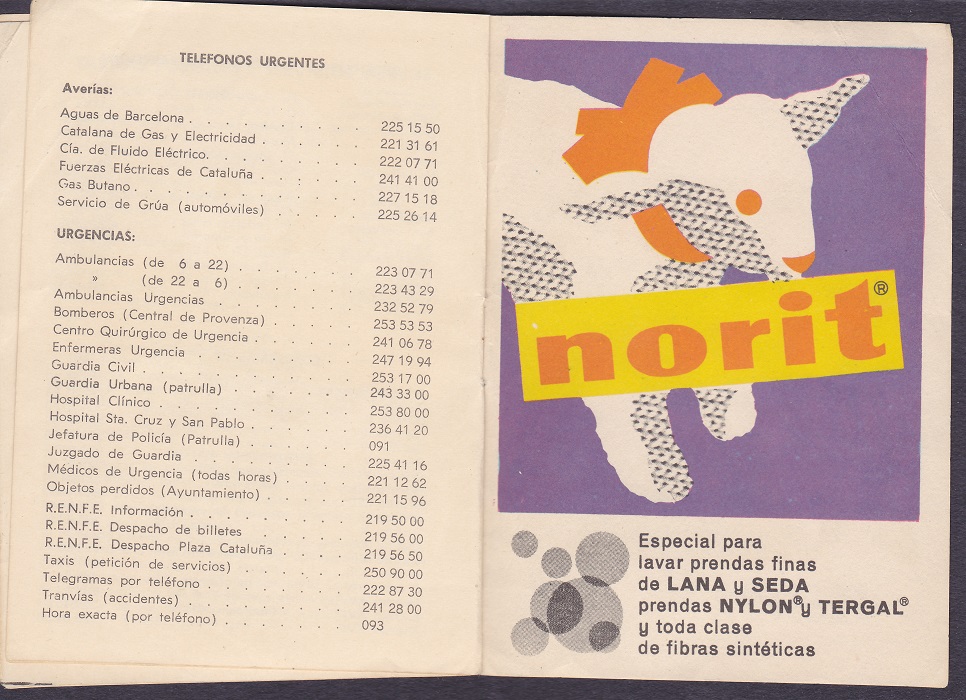 TELEFONOS URGENTES
Averías:
Aguas de Barcelona . . . . . . . . . . 225 15 50
Catalana de Gas y Electricidad . . . . . . 221 31 61
Cía. de Fluido Eléctrico. . . . . . . . . 222 07 71
Fuerzas Eléctricas de Cataluña . . . . . . 241 41 00
Gas Butano . . . . . . . . . . . . . 227 15 18
Servicio de Grúa (automóviles) . . . . . . 225 26 14
URGENCIAS:
Ambulancias (de 6 a 22) . . . . . . . 223 07 71
» (de 22 a 6) . . . . . . . 223 43 29
Ambulancias Urgencias . . . . . . . . 232 52 79
Bomberos (Central de Provenza) . . . . . 253 53 53
Centro Quirúrgico de Urgencia . . . . . . 241 06 78
Enfermeras Urgencia . . . . . . . . . 247 19 94
Guardia Civil . . . . . . . . . . . . 253 17 00
Guardia Urbana (patrulla) . . . . . . . 243 33 00
Hospital Clínico . . . . . . . . . . . 253 80 00
Hospital Sta. Cruz y San Pablo . . . . . . 236 41 20
Jefatura de Policía (Patrulla) . . . . . . 091
Juzgado de Guardia . . . . . . . . . 225 41 16
Médicos de Urgencia (todas horas) . . . . 221 12 62
Objetos perdidos (Ayuntamiento) . . . . . 221 15 96
R.E.N.F.E. Información . . . . . . . . . 219 50 00
R.E.N.F.E. Despacho de billetes . . . . . . 219 56 00
R.E.N.F.E. Despacho Plaza Cataluña . . . . 219 56 50
Taxis (petición de servicios) . . . . . . . 250 90 00
Telegramas por teléfono . . . . . . . . 222 87 30
Tranvías (accidentes) . . . . . . . . . 241 28 00
Hora exacta (por teléfono) . . . . . . . 093
norit®
Especial para
lavar prendas finas
de LANA y SEDA
prendas NYLON® y TERGAL®
y toda clase
de fibras sintéticas